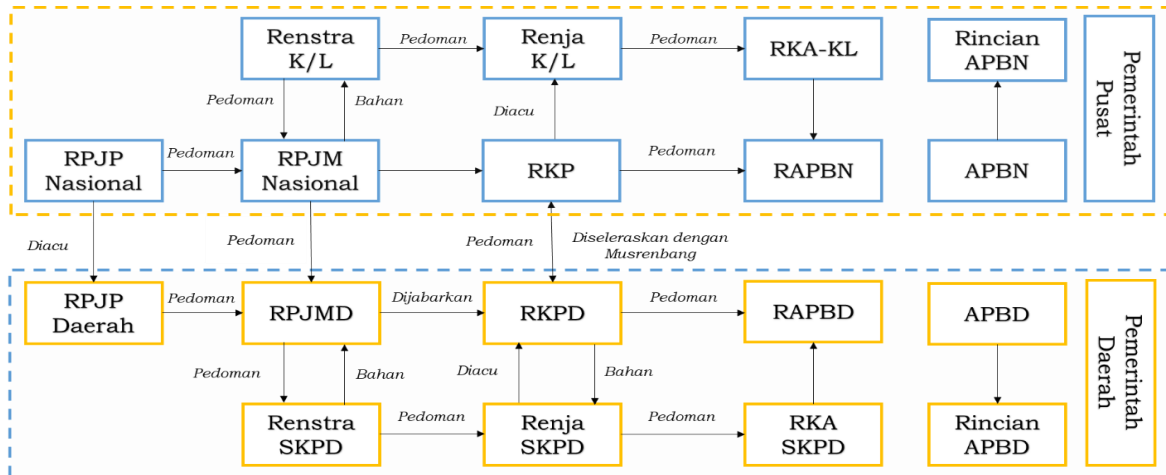 Renstra
K/L
Pedoman
Renja
K/L
Pedoman
RKA-KL
Rincian
APBN
Pemerintah
Pusat
Pedoman
Bahan
Diacu
RPJP
Nasional
Pedoman
RPJM
Nasional
RKP
Pedoman
RAPBN
APBN
Diacu
Pedoman
Pedoman
Diseleraskan dengan
Musrenbang
RPJP
Daerah
Pedoman
RPJMD
Dijabarkan
RKPD
Pedoman
RAPBD
APBD
Pemerintah
Daerah
Pedoman
Bahan
Diacu
Bahan
Renstra
SKPD
Pedoman
Renja
SKPD
Pedoman
RKA
SKPD
Rincian
APBD